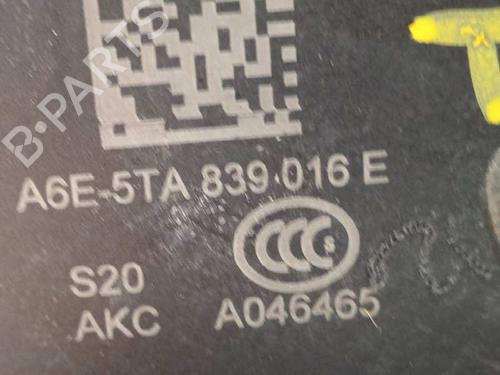 B-PARTS
A6E-5TA 839 016 E
CCC S
S20
AKC A046465